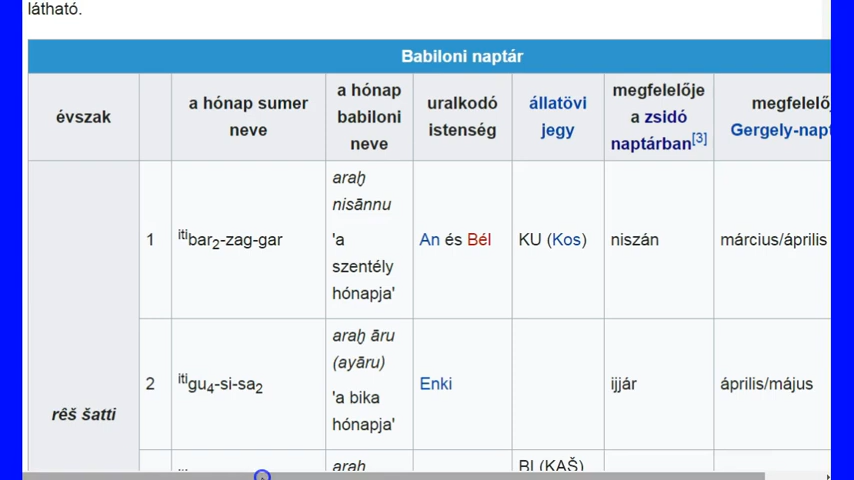 látható.
Babiloni naptár
évszak
a hónap sumer
neve
a hónap
babiloni
neve
uralkodó
istenség
állatövi
jegy
megfelelője
a zsidó
naptárban[3]
megfelelő
Gergely-napt
rêš šatti
1
itibar2-zag-gar
araḫ
nisānnu
'a
szentély
hónapja'
An és Bél
KU (Kos)
niszán
március/április
2
itigu4-si-sa2
araḫ āru
(ayāru)
'a bika
hónapja'
Enki
ijjár
április/május
araḫ
BI (KAŠ)